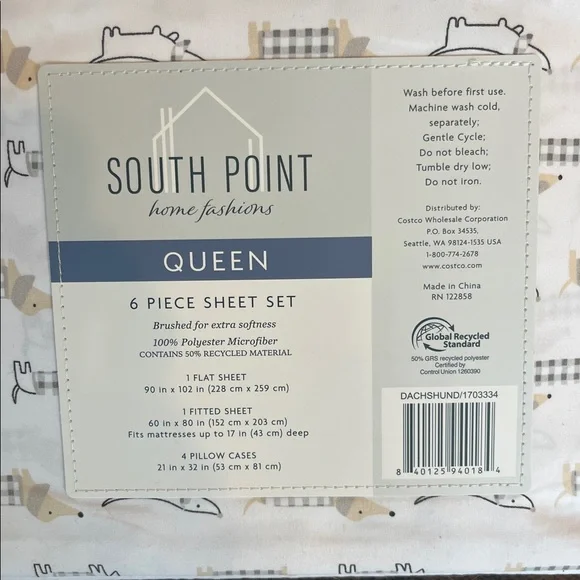 SOUTH POINT
home fashions
QUEEN
6 PIECE SHEET SET
Brushed for extra softness
100% Polyester Microfiber
CONTAINS 50% RECYCLED MATERIAL
1 FLAT SHEET
90 in x 102 in (228 cm x 259 cm)
1 FITTED SHEET
60 in x 80 in (152 cm x 203 cm)
Fits mattresses up to 17 in (43 cm) deep
4 PILLOW CASES
21 in x 32 in (53 cm x 81 cm)
Wash before first use.
Machine wash cold,
separately;
Gentle Cycle;
Do not bleach;
Tumble dry low;
Do not iron.
Distributed by:
Costco Wholesale Corporation
P.O. Box 34535,
Seattle, WA 98124-1535 USA
1-800-774-2678
www.costco.com
Made in China
RN 122858
Global Recycled
Standard
50% GRS recycled polyester
Certified by
Control Union 1260390
DACHSHUND/1703334
8 40125 94018 4